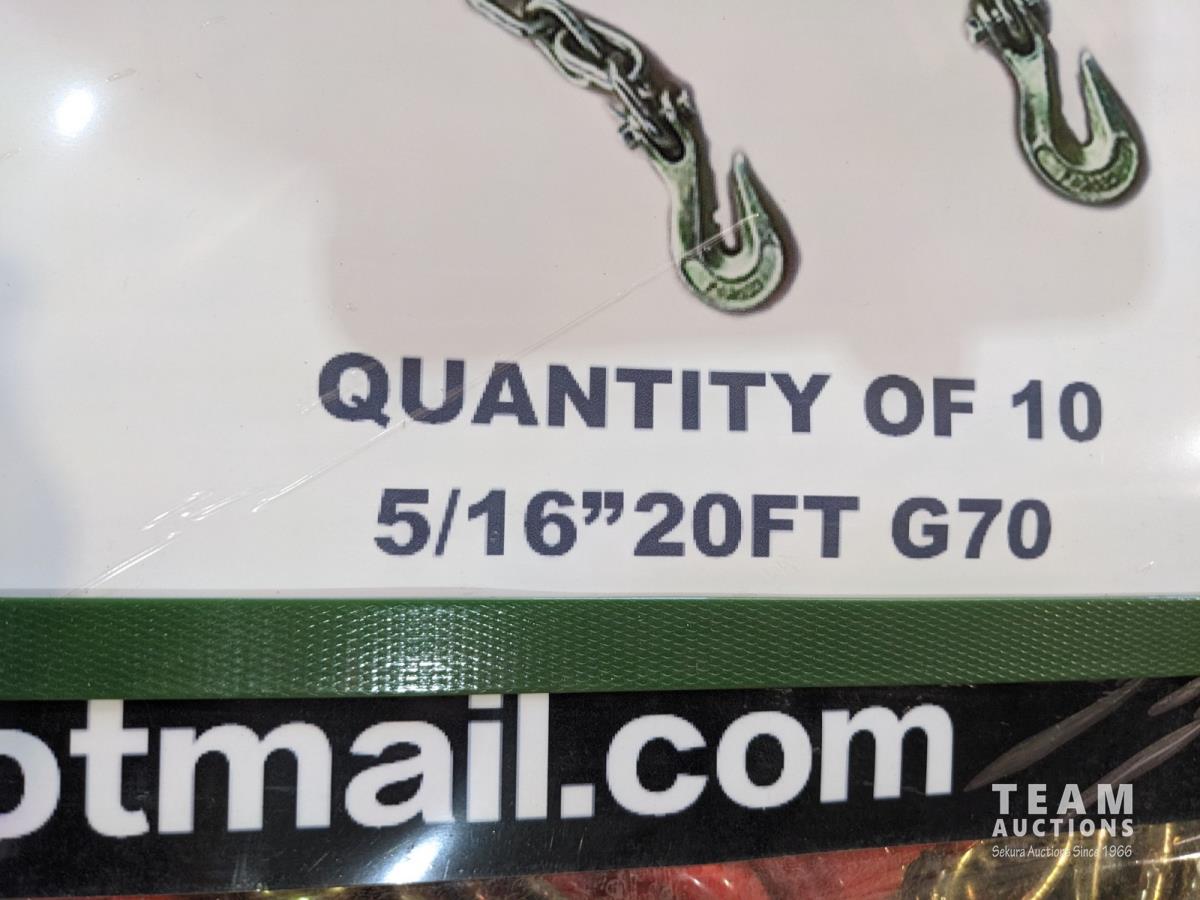 QUANTITY OF 10
5/16”20FT G70
otmail.com
TEAM
AUCTIONS
Sekura Auctions Since 1966